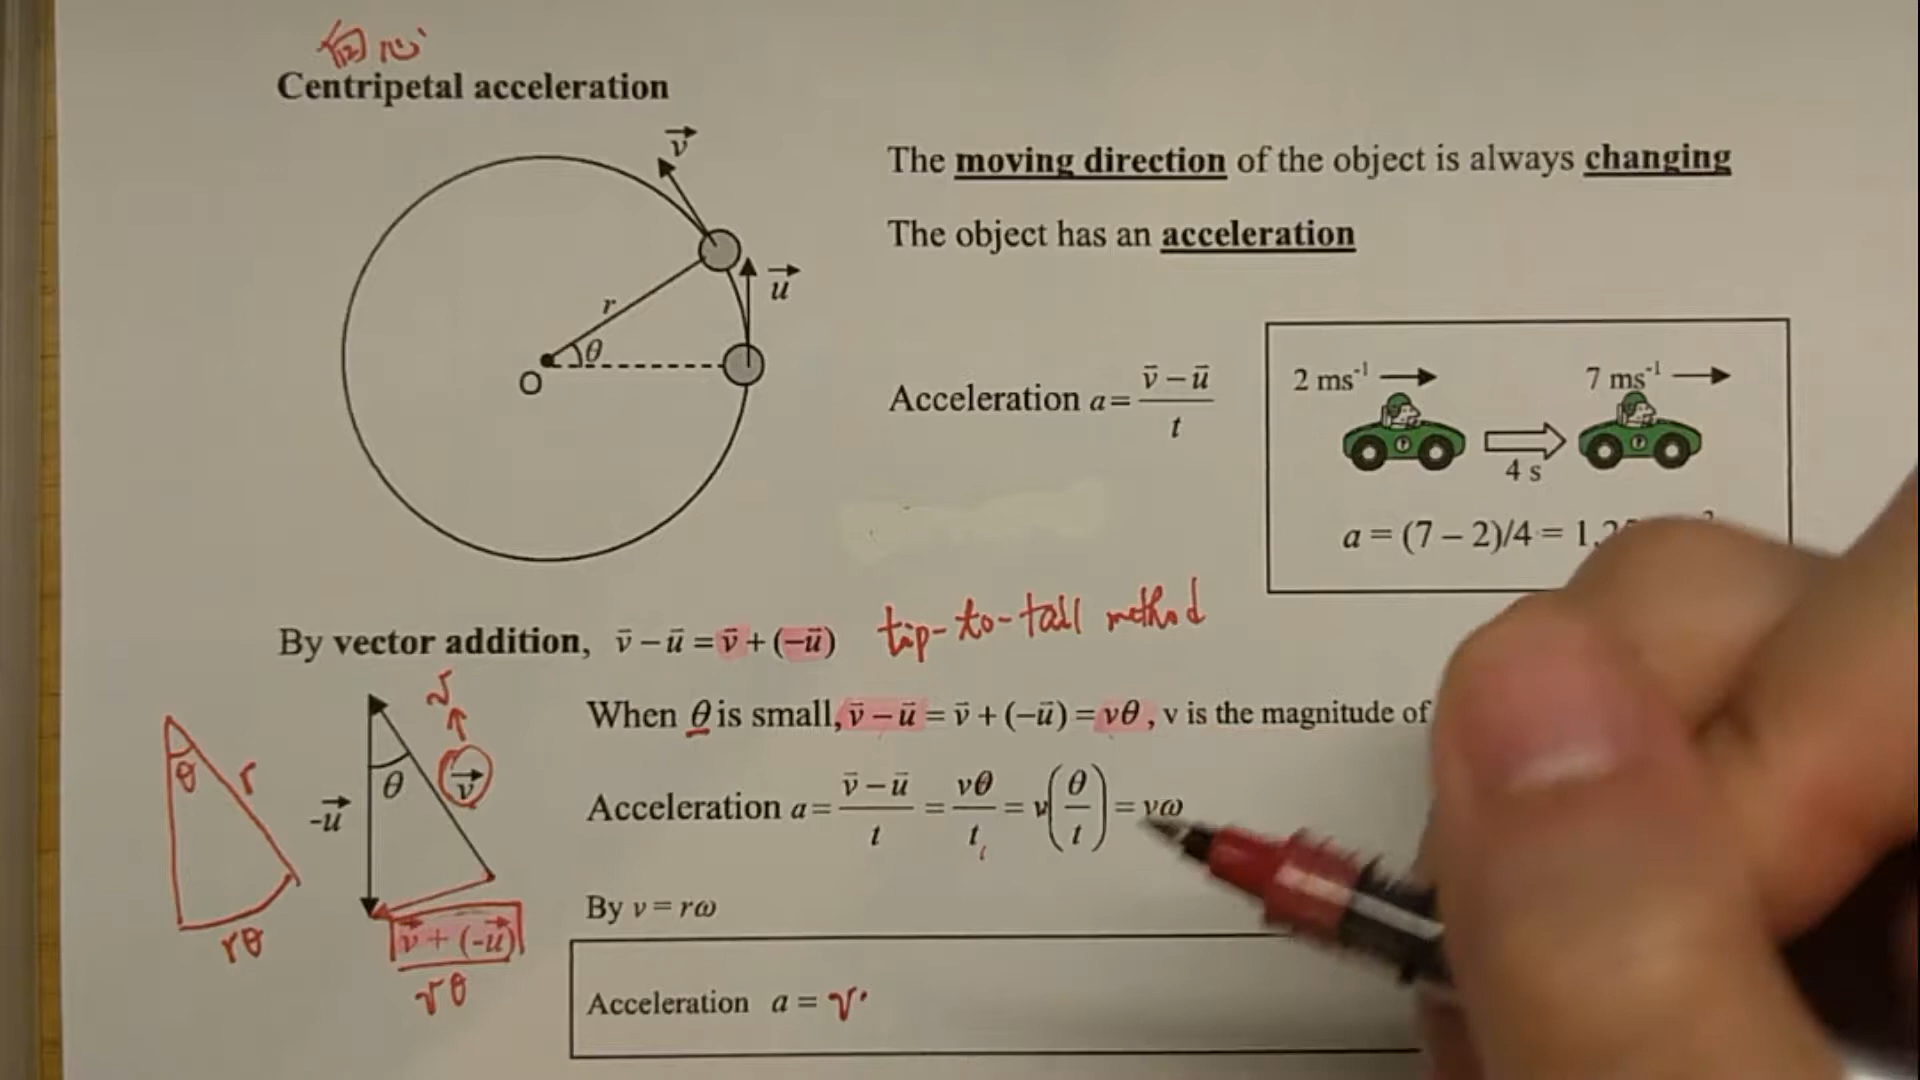 向心
Centripetal acceleration
v
The moving direction of the object is always changing
u
The object has an acceleration
r
θ
O
Acceleration a = (v̄ − ū)/t
2 ms⁻¹ 7 ms⁻¹
4 s
a = (7 – 2)/4 = 1.2
By vector addition, v̄ − ū = v̄ + (−ū) tip-to-tail method
v
When θ is small, v̄ − ū = v̄ + (−ū) = vθ , v is the magnitude of
θ r
θ v
-u
Acceleration a = (v̄ − ū)/t = vθ/t = v(θ/t) = vω
By v = rω
rθ
v + (-u)
vθ
Acceleration a = v